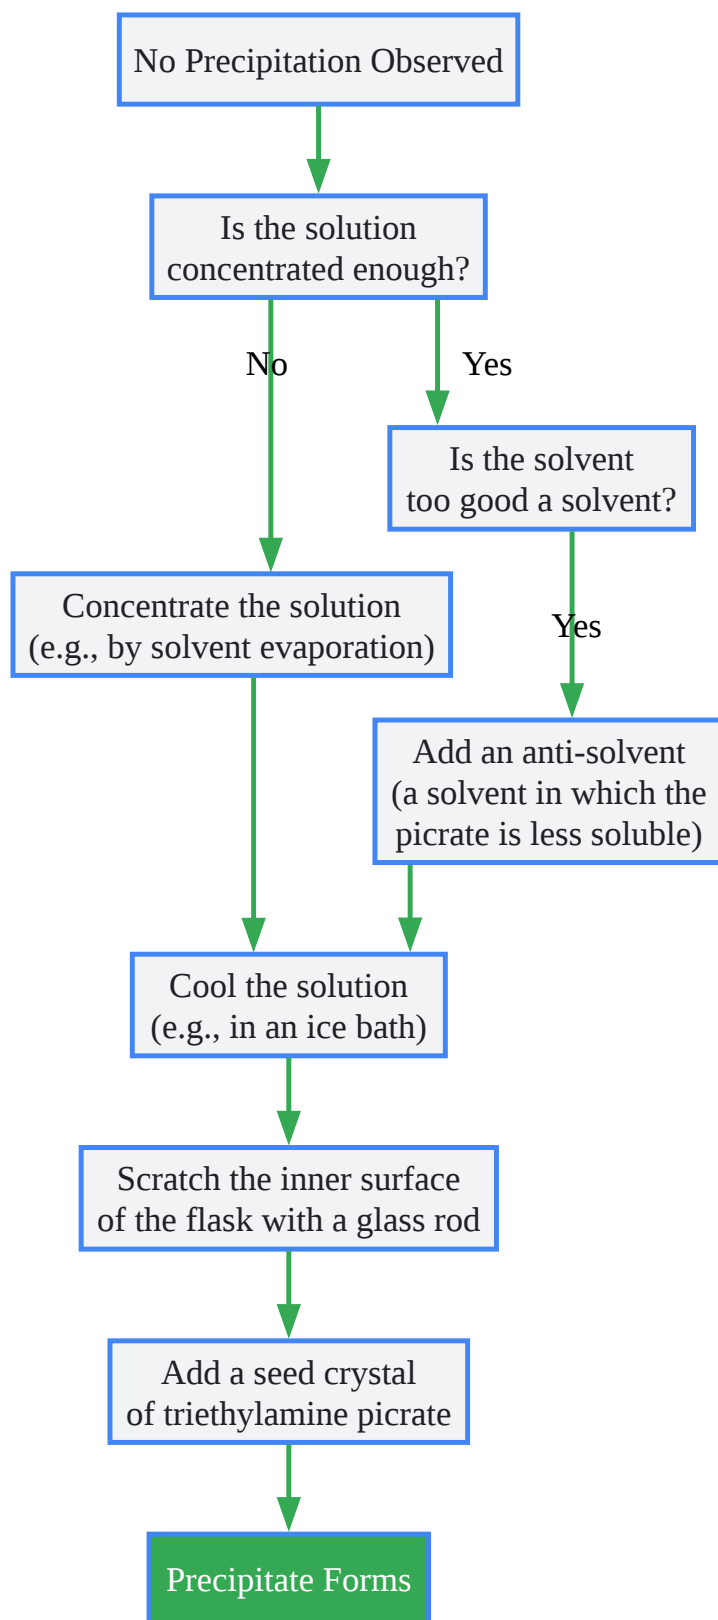 No Precipitation Observed
Is the solution
concentrated enough?
No
Yes
Is the solvent
too good a solvent?
Concentrate the solution
(e.g., by solvent evaporation)
Yes
Add an anti-solvent
(a solvent in which the
picrate is less soluble)
Cool the solution
(e.g., in an ice bath)
Scratch the inner surface
of the flask with a glass rod
Add a seed crystal
of triethylamine picrate
Precipitate Forms